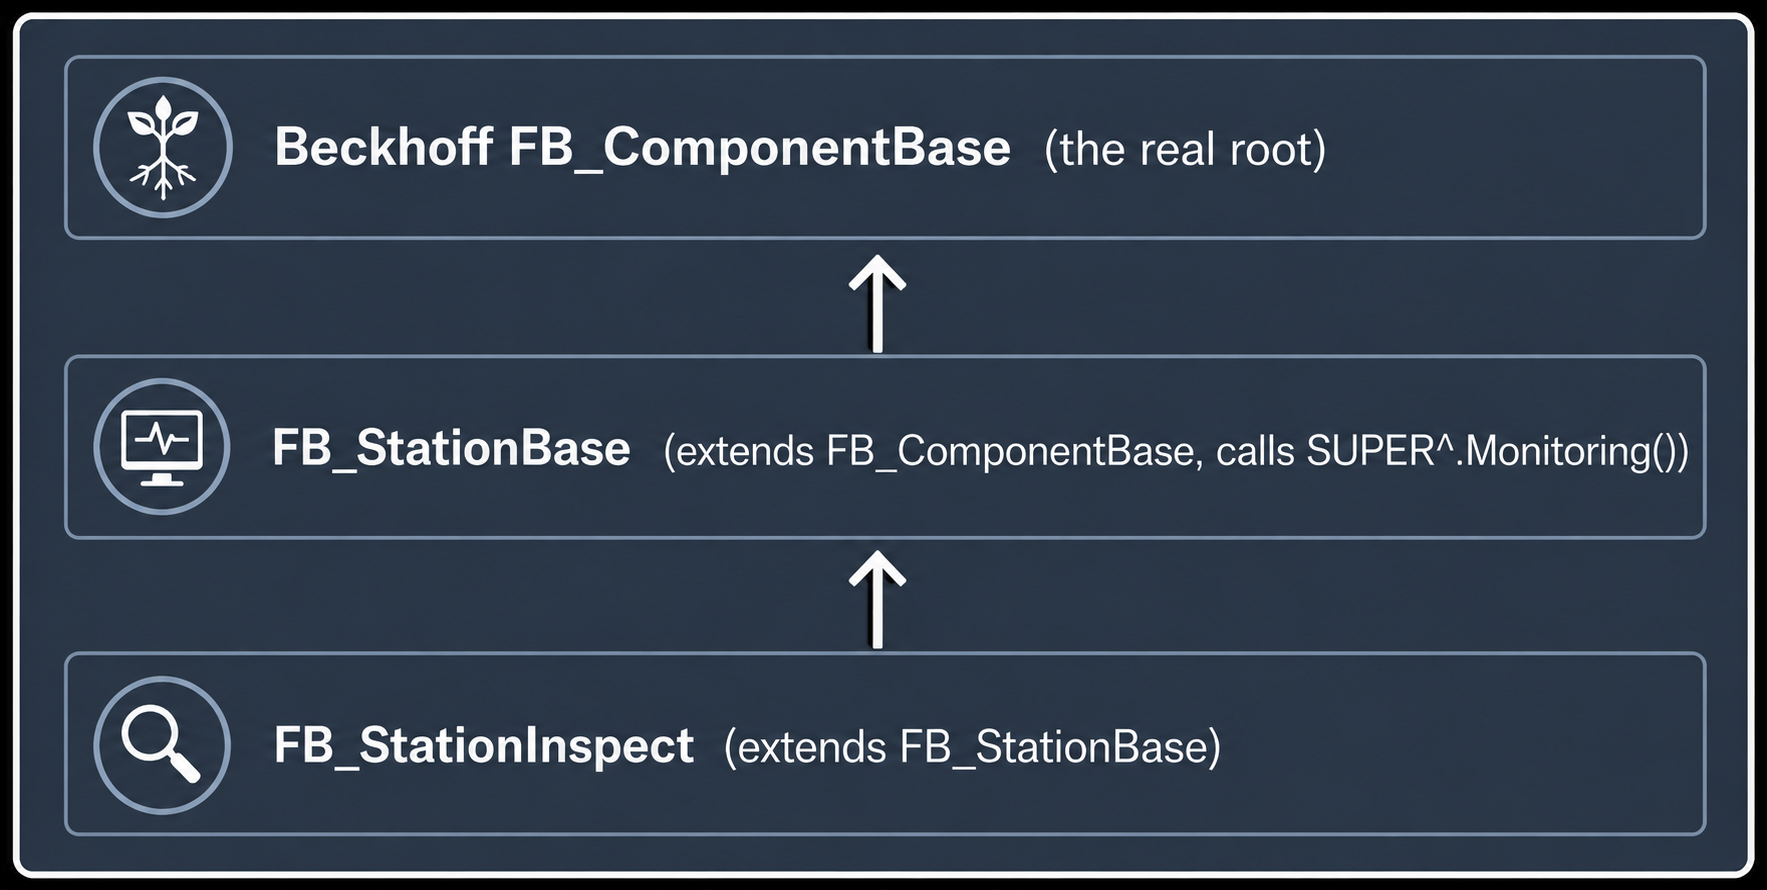 Beckhoff FB_ComponentBase (the real root)
FB_StationBase (extends FB_ComponentBase, calls SUPER^.Monitoring())
FB_StationInspect (extends FB_StationBase)